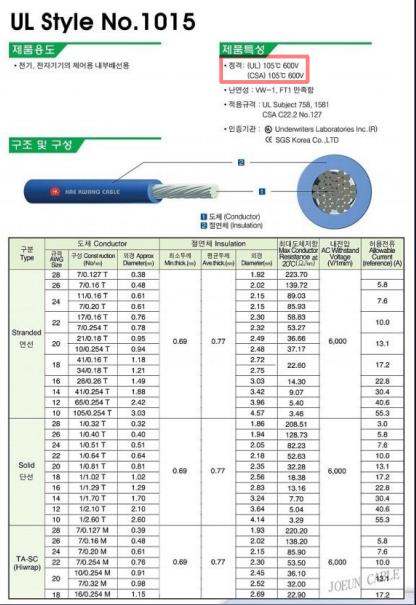 UL Style No.1015
제품용도
• 전기, 전자기기의 제어용 내부배선용
제품특성
• 정격: (UL) 105℃ 600V
(CSA) 105℃ 600V
• 난연성 : VW-1, FT1 만족함
• 적용규격 : UL Subject 758, 1581
CSA C22.2 No.127
• 인증기관 : Underwriters Laboratories Inc.(R)
SGS Korea Co.,LTD
구조 및 구성
2
HAE KWANG CABLE
1
1 도체 (Conductor)
2 절연체 (Insulation)
구분 Type 도체 Conductor 절연체 Insulation 최대도체저항 Max Conductor Resistance at 20℃(Ω/㎞) 내전압 AC Withstand Voltage (V/1min) 허용전류 Allowable Current (reference) (A)
규격 AWG Size 구성 Construction (No/㎜) 외경 Approx Diameter(㎜) 최소두께 Min.thick.(㎜) 평균두께 Ave.thick.(㎜) 외경 Diameter(㎜)
Stranded 연선 0.69 0.77 6,000
28 7/0.127 T 0.38 1.92 223.70
26 7/0.16 T 0.48 2.02 139.72 5.8
24 11/0.16 T 0.61 2.15 89.03 7.6
7/0.20 T 0.61 2.15 85.93
22 17/0.16 T 0.76 2.30 58.83 10.0
7/0.254 T 0.78 2.32 53.27
20 21/0.18 T 0.95 2.49 36.66 13.1
10/0.254 T 0.94 2.48 37.17
18 41/0.16 T 1.18 2.72 22.60 17.2
34/0.18 T 1.21 2.75
16 26/0.26 T 1.49 3.03 14.30 22.8
14 41/0.254 T 1.88 3.42 9.07 30.4
12 65/0.254 T 2.42 3.96 5.40 40.6
10 105/0.254 T 3.03 4.57 3.46 55.3
Solid 단선 0.69 0.77 6,000
28 1/0.32 T 0.32 1.86 208.51 3.0
26 1/0.40 T 0.40 1.94 128.73 5.8
24 1/0.51 T 0.51 2.05 82.23 7.6
22 1/0.64 T 0.64 2.18 52.63 10.0
20 1/0.81 T 0.81 2.35 32.28 13.1
18 1/1.02 T 1.02 2.56 18.38 17.2
16 1/1.29 T 1.29 2.83 13.16 22.8
14 1/1.70 T 1.70 3.24 7.70 30.4
12 1/2.10 T 2.10 3.64 5.04 40.6
10 1/2.60 T 2.60 4.14 3.29 55.3
TA-SC (Hiwrap) 0.69 0.77 6,000
28 7/0.127 M 0.39 1.93 220.20
26 7/0.16 M 0.48 2.02 138.20 5.8
24 7/0.20 M 0.61 2.15 85.90 7.6
22 7/0.254 M 0.76 2.30 53.50 10.0
20 10/0.254 M 0.91 2.45 36.10 13.1
7/0.32 M 0.98 2.52 32.00
18 16/0.254 M 1.15 2.69 22.90 17.2
JOEUN CABLE